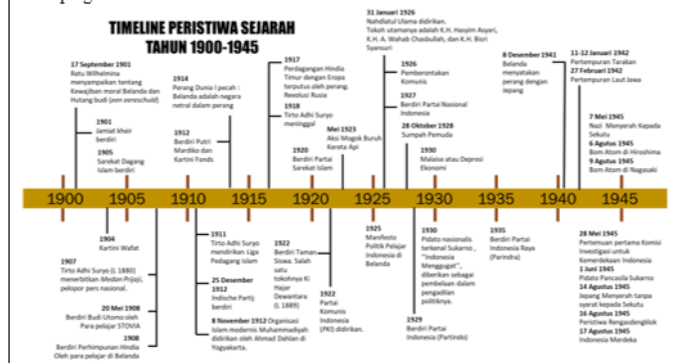 TIMELINE PERISTIWA SEJARAH
TAHUN 1900-1945
17 September 1901
Ratu Wilhelmina
menyampaikan tentang
Kewajiban moral Belanda dan
Hutang budi (een eereschuld)
1901
Jamiat kheir
berdiri
1905
Sarekat Dagang
Islam berdiri
1914
Perang Dunia I pecah :
Belanda adalah negara
netral dalam perang
1912
Berdiri Putri
Mardiko dan
Kartini Fonds
1917
Perdagangan Hindia
Timur dengan Eropa
terputus oleh perang.
Revolusi Rusia
1918
Tirto Adhi Suryo
meninggal
1920
Berdiri Partai
Sarekat Islam
Mei 1923
Aksi Mogok Buruh
Kereta Api
31 Januari 1926
Nahdlatul Ulama didirikan.
Tokoh utamanya adalah K.H. Hasyim Asyari,
K.H. A. Wahab Chasbullah, dan K.H. Bisri
Syansuri
1926
Pemberontakan
Komunis
1927
Berdiri Partai Nasional
Indonesia
28 Oktober 1928
Sumpah Pemuda
1930
Malaise atau Depresi
Ekonomi
8 Desember 1941
Belanda
menyatakan
perang dengan
Jepang
11-12 Januari 1942
Pertempuran Tarakan
27 Februari 1942
Pertempuran Laut Jawa
7 Mei 1945
Nazi Menyerah Kepada
Sekutu
6 Agutus 1945
Bom Atom di Hiroshima
9 Agutus 1945
Bom Atom di Nagasaki
1900 1905 1910 1915 1920 1925 1930 1935 1940 1945
1904
Kartini Wafat
1907
Tirto Adhi Suryo (L 1880)
menerbitkan Medan Prijaji,
pelopor pers nasional.
20 Mei 1908
Berdiri Budi Utomo oleh
Para pelajar STOVIA
1908
Berdiri Perhimpunan Hindia
Oleh para pelajar di Belanda
1911
Tirto Adhi Suryo
mendirikan Liga
Pedagang Islam
25 Desember
1912
Indische Partij
berdiri
8 November 1912 Organisasi
Islam modernis Muhammadiyah
didirikan oleh Ahmad Dahlan di
Yogyakarta.
1922
Berdiri Taman
Siswa. Salah
satu
tokohnya Ki
Hajar
Dewantara
(L 1889)
1922
Partai
Komunis
Indonesia
(PKI) didirikan.
1925
Manifesto
Politik Pelajar
Indonesia di
Belanda
1930
Pidato nasionalis
terkenal Sukarno ,
"Indonesia
Menggugat",
diberikan sebagai
pembelaan dalam
pengadilan
politiknya.
1929
Berdiri Partai
Indonesia (Partindo)
1935
Berdiri Partai
Indonesia Raya
(Parindra)
28 Mei 1945
Pertemuan pertama Komisi
Investigasi untuk
Kemerdekaan Indonesia
1 Juni 1945
Pidato Pancasila Sukarno
14 Agutus 1945
Jepang Menyerah tanpa
syarat kepada Sekutu
16 Agutus 1945
Peristiwa Rengasdengklok
17 Agutus 1945
Indonesia Merdeka